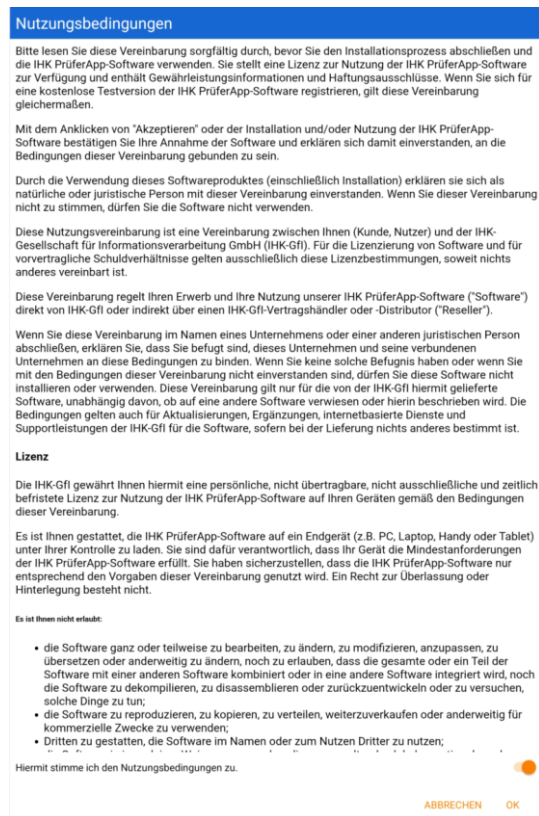 Nutzungsbedingungen
Bitte lesen Sie diese Vereinbarung sorgfältig durch, bevor Sie den Installationsprozess abschließen und
die IHK PrüferApp-Software verwenden. Sie stellt eine Lizenz zur Nutzung der IHK PrüferApp-Software
zur Verfügung und enthält Gewährleistungsinformationen und Haftungsausschlüsse. Wenn Sie sich für
eine kostenlose Testversion der IHK PrüferApp-Software registrieren, gilt diese Vereinbarung
gleichermaßen.
Mit dem Anklicken von "Akzeptieren" oder der Installation und/oder Nutzung der IHK PrüferApp-
Software bestätigen Sie Ihre Annahme der Software und erklären sich damit einverstanden, an die
Bedingungen dieser Vereinbarung gebunden zu sein.
Durch die Verwendung dieses Softwareproduktes (einschließlich Installation) erklären sie sich als
natürliche oder juristische Person mit dieser Vereinbarung einverstanden. Wenn Sie dieser Vereinbarung
nicht zu stimmen, dürfen Sie die Software nicht verwenden.
Diese Nutzungsvereinbarung ist eine Vereinbarung zwischen Ihnen (Kunde, Nutzer) und der IHK-
Gesellschaft für Informationsverarbeitung GmbH (IHK-GfI). Für die Lizenzierung von Software und für
vorvertragliche Schuldverhältnisse gelten ausschließlich diese Lizenzbestimmungen, soweit nichts
anderes vereinbart ist.
Diese Vereinbarung regelt Ihren Erwerb und Ihre Nutzung unserer IHK PrüferApp-Software ("Software")
direkt von IHK-GfI oder indirekt über einen IHK-GfI-Vertragshändler oder -Distributor ("Reseller").
Wenn Sie diese Vereinbarung im Namen eines Unternehmens oder einer anderen juristischen Person
abschließen, erklären Sie, dass Sie befugt sind, dieses Unternehmen und seine verbundenen
Unternehmen an diese Bedingungen zu binden. Wenn Sie keine solche Befugnis haben oder wenn Sie
mit den Bedingungen dieser Vereinbarung nicht einverstanden sind, dürfen Sie diese Software nicht
installieren oder verwenden. Diese Vereinbarung gilt nur für die von der IHK-GfI hiermit gelieferte
Software, unabhängig davon, ob auf eine andere Software verwiesen oder hierin beschrieben wird. Die
Bedingungen gelten auch für Aktualisierungen, Ergänzungen, internetbasierte Dienste und
Supportleistungen der IHK-GfI für die Software, sofern bei der Lieferung nichts anderes bestimmt ist.
Lizenz
Die IHK-GfI gewährt Ihnen hiermit eine persönliche, nicht übertragbare, nicht ausschließliche und zeitlich
befristete Lizenz zur Nutzung der IHK PrüferApp-Software auf Ihren Geräten gemäß den Bedingungen
dieser Vereinbarung.
Es ist Ihnen gestattet, die IHK PrüferApp-Software auf ein Endgerät (z.B. PC, Laptop, Handy oder Tablet)
unter Ihrer Kontrolle zu laden. Sie sind dafür verantwortlich, dass Ihr Gerät die Mindestanforderungen
der IHK PrüferApp-Software erfüllt. Sie haben sicherzustellen, dass die IHK PrüferApp-Software nur
entsprechend den Vorgaben dieser Vereinbarung genutzt wird. Ein Recht zur Überlassung oder
Hinterlegung besteht nicht.
Es ist Ihnen nicht erlaubt:
• die Software ganz oder teilweise zu bearbeiten, zu ändern, zu modifizieren, anzupassen, zu
übersetzen oder anderweitig zu ändern, noch zu erlauben, dass die gesamte oder ein Teil der
Software mit einer anderen Software kombiniert oder in eine andere Software integriert wird, noch
die Software zu dekompilieren, zu disassemblieren oder zurückzuentwickeln oder zu versuchen,
solche Dinge zu tun;
• die Software zu reproduzieren, zu kopieren, zu verteilen, weiterzuverkaufen oder anderweitig für
kommerzielle Zwecke zu verwenden;
• Dritten zu gestatten, die Software im Namen oder zum Nutzen Dritter zu nutzen;
Hiermit stimme ich den Nutzungsbedingungen zu.
ABBRECHEN OK